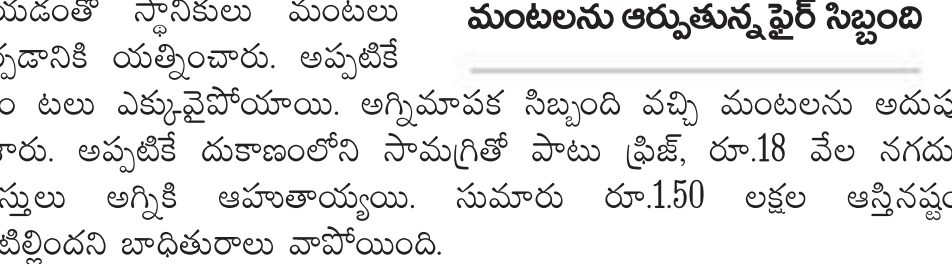 యడంతో స్థానికులు మంటలు
ర్పడానికి యత్నించారు. అప్పటికే
మంటలను ఆర్పుతున్న ఫైర్ సిబ్బంది
ం టలు ఎక్కువైపోయాయి. అగ్నిమాపక సిబ్బంది వచ్చి మంటలను అదుపు
ారు. అప్పటికే దుకాణంలోని సామగ్రితో పాటు ఫ్రిజ్, రూ.18 వేల నగదు
స్తులు అగ్నికి ఆహుతాయ్యయి. సుమారు రూ.1.50 లక్షల ఆస్తినష్టం
టిల్లిందని బాధితురాలు వాపోయింది.